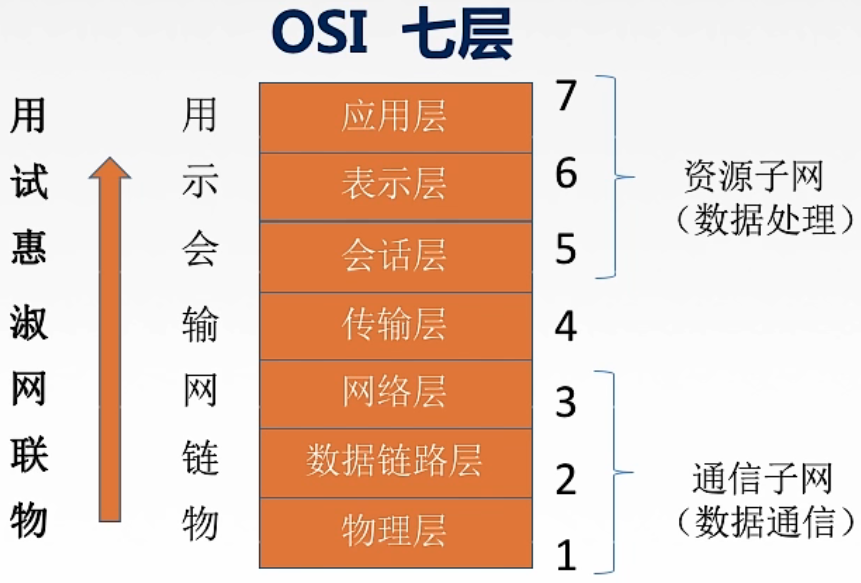 OSI 七层
用 用 应用层 7
试 示 表示层 6
惠 会 会话层 5
淑 输 传输层 4
网 网 网络层 3
联 链 数据链路层 2
物 物 物理层 1
资源子网
（数据处理）
通信子网
（数据通信）